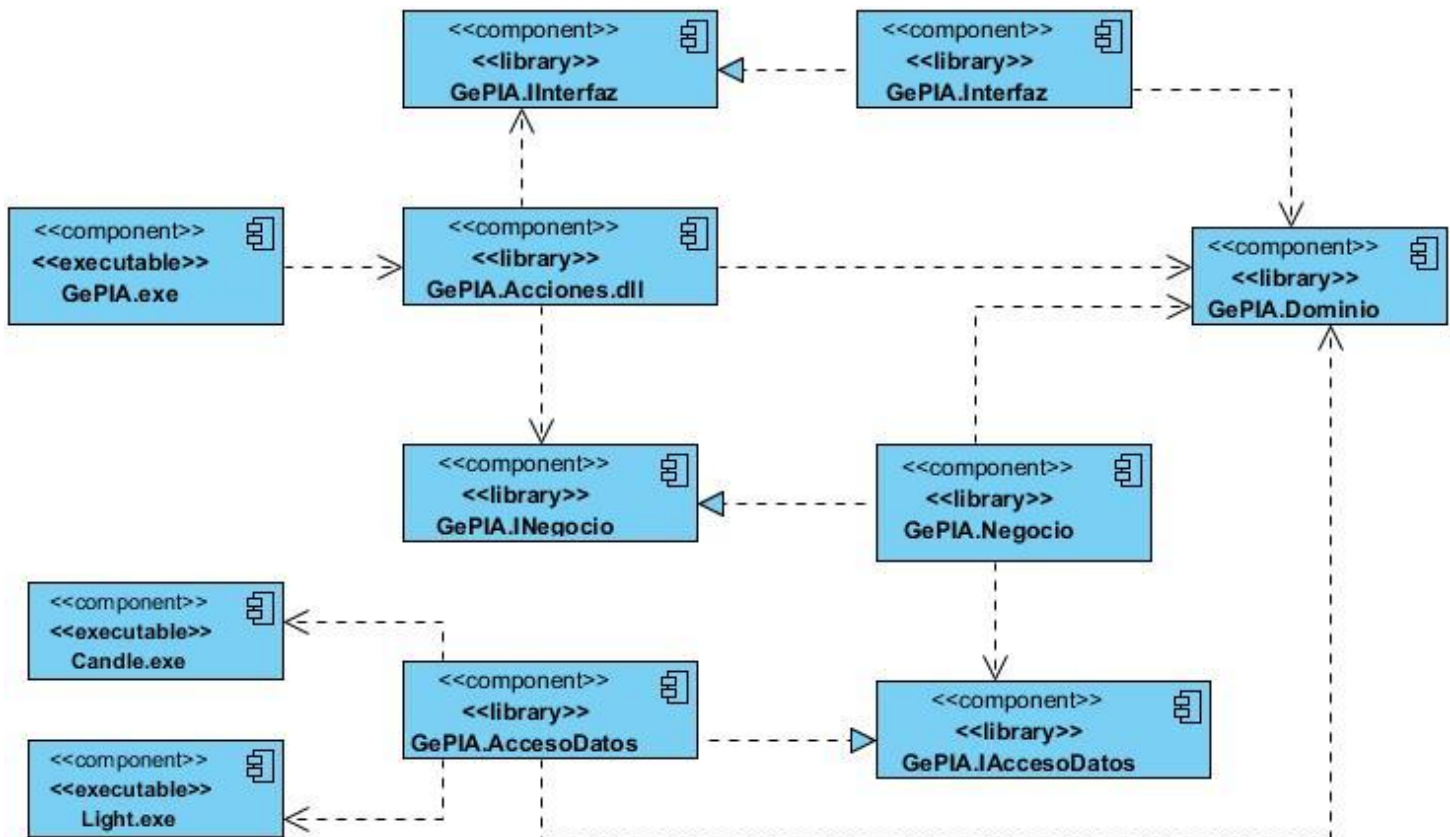 <<component>>
<<library>>
GePIA.IInterfaz
<<component>>
<<library>>
GePIA.Interfaz
<<component>>
<<executable>>
GePIA.exe
<<component>>
<<library>>
GePIA.Acciones.dll
<<component>>
<<library>>
GePIA.Dominio
<<component>>
<<library>>
GePIA.INegocio
<<component>>
<<library>>
GePIA.Negocio
<<component>>
<<executable>>
Candle.exe
<<component>>
<<library>>
GePIA.AccesoDatos
<<component>>
<<library>>
GePIA.IAccesoDatos
<<component>>
<<executable>>
Light.exe